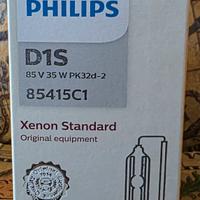 PHILIPS
D1S
85 V 35 W PK32d-2
85415C1
Xenon Standard
Original equipment